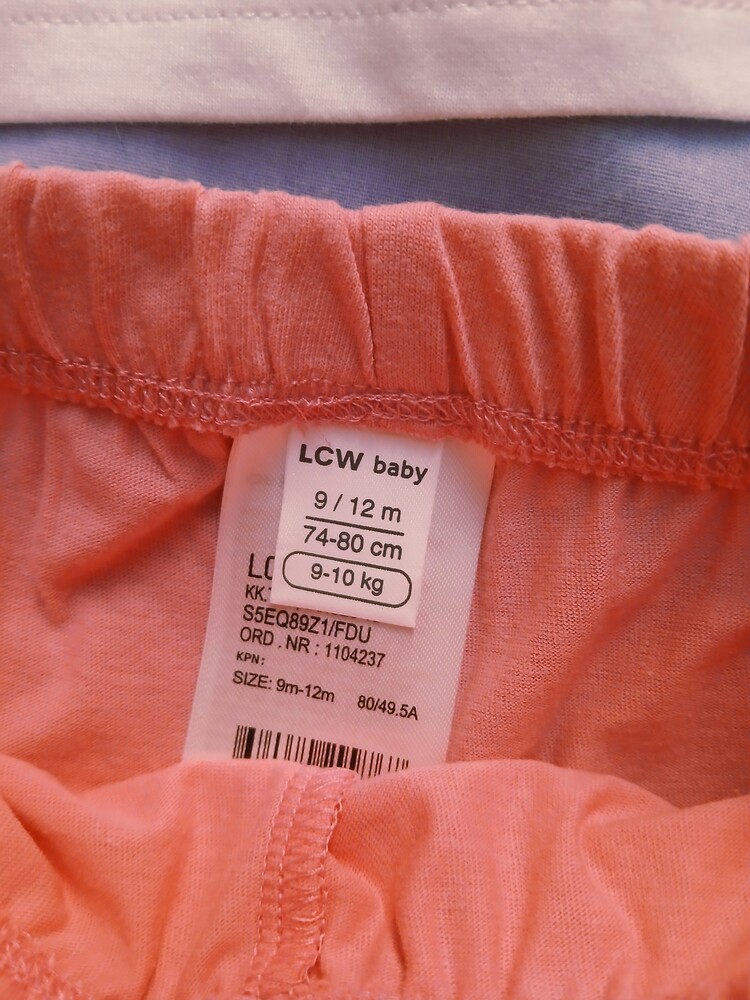 LCW baby
9 / 12 m
74-80 cm
9-10 kg
S5EQ89Z1/FDU
ORD . NR : 1104237
KPN:
SIZE: 9m-12m 80/49.5A